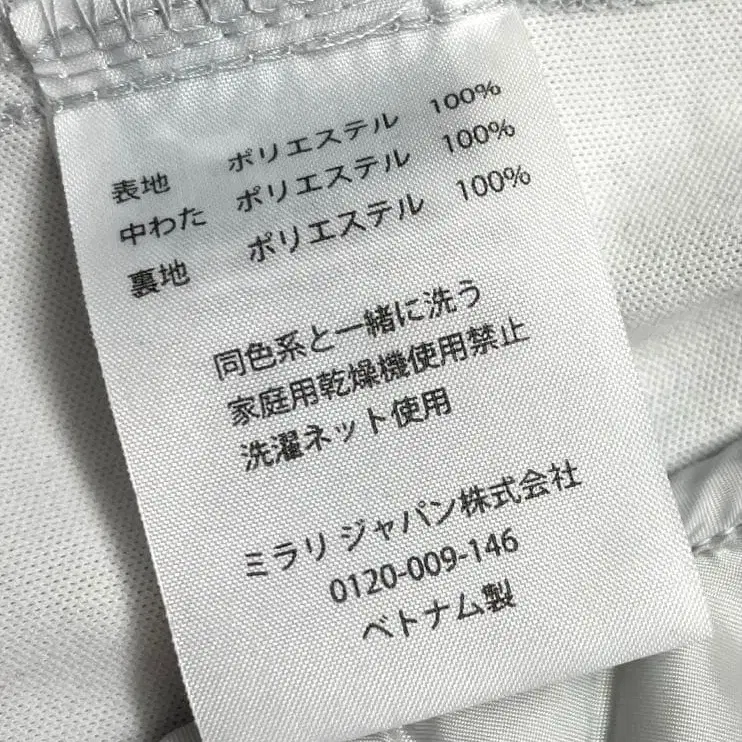 表地 ポリエステル 100%
中わた ポリエステル 100%
裏地 ポリエステル 100%
同色系と一緒に洗う
家庭用乾燥機使用禁止
洗濯ネット使用
ミラリ ジャパン株式会社
0120-009-146
ベトナム製